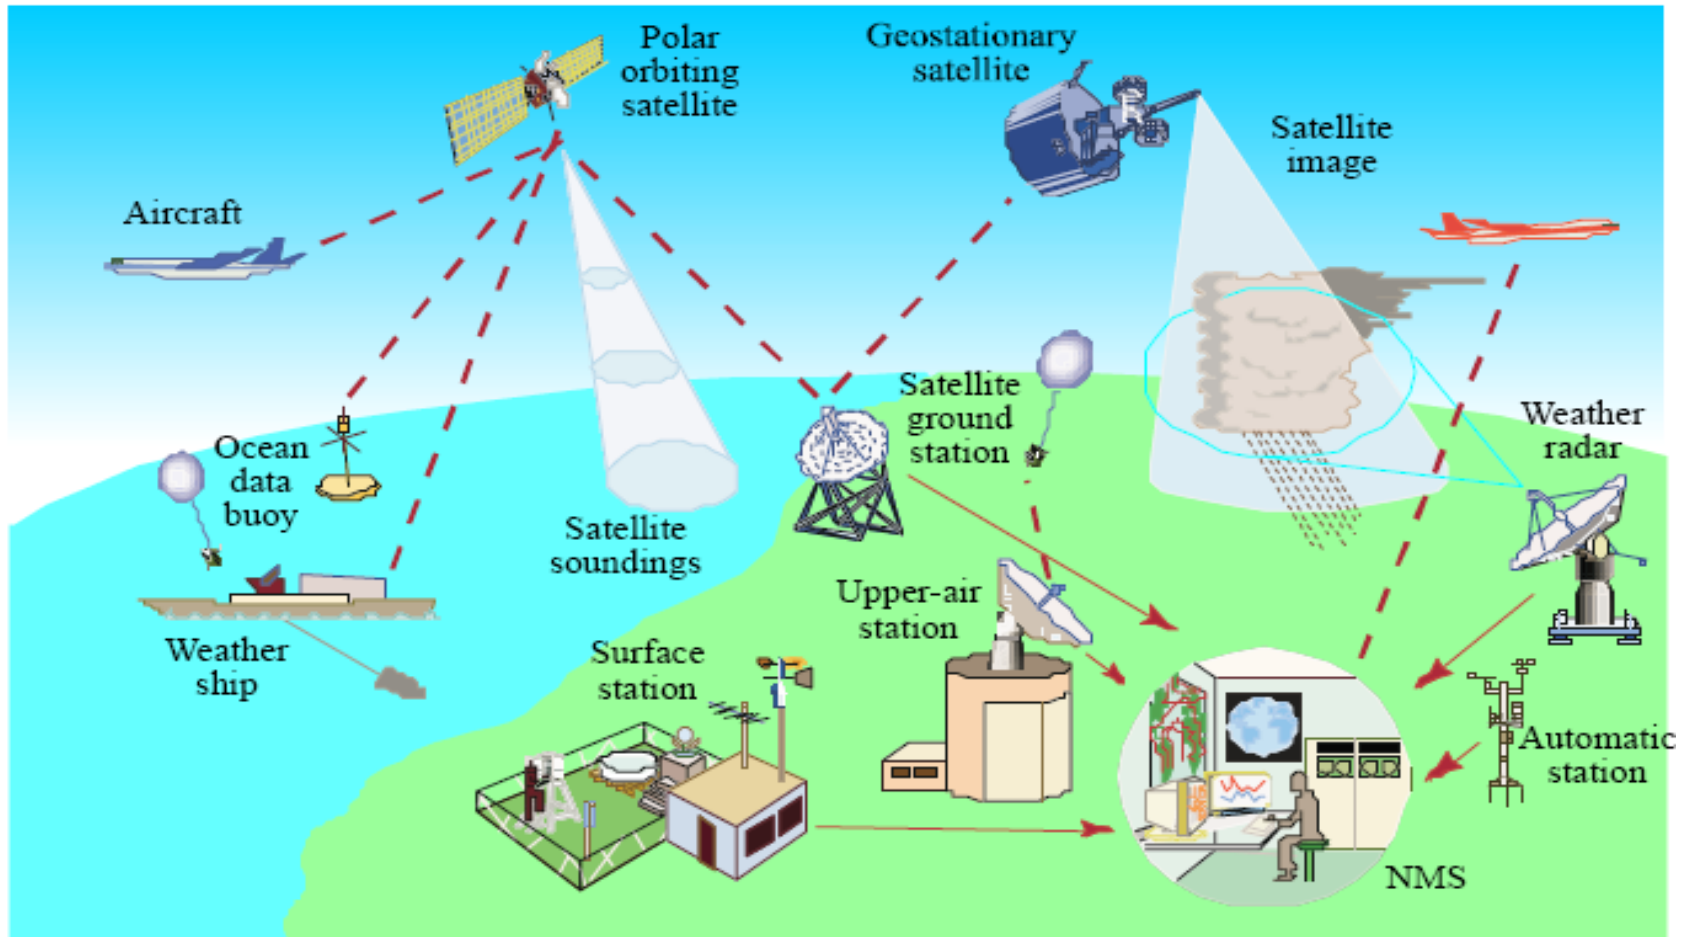 Polar
orbiting
satellite
Geostationary
satellite
Satellite
image
Aircraft
Ocean
data
buoy
Satellite
ground
station
Weather
radar
Satellite
soundings
Upper-air
station
Weather
ship
Surface
station
Automatic
station
NMS